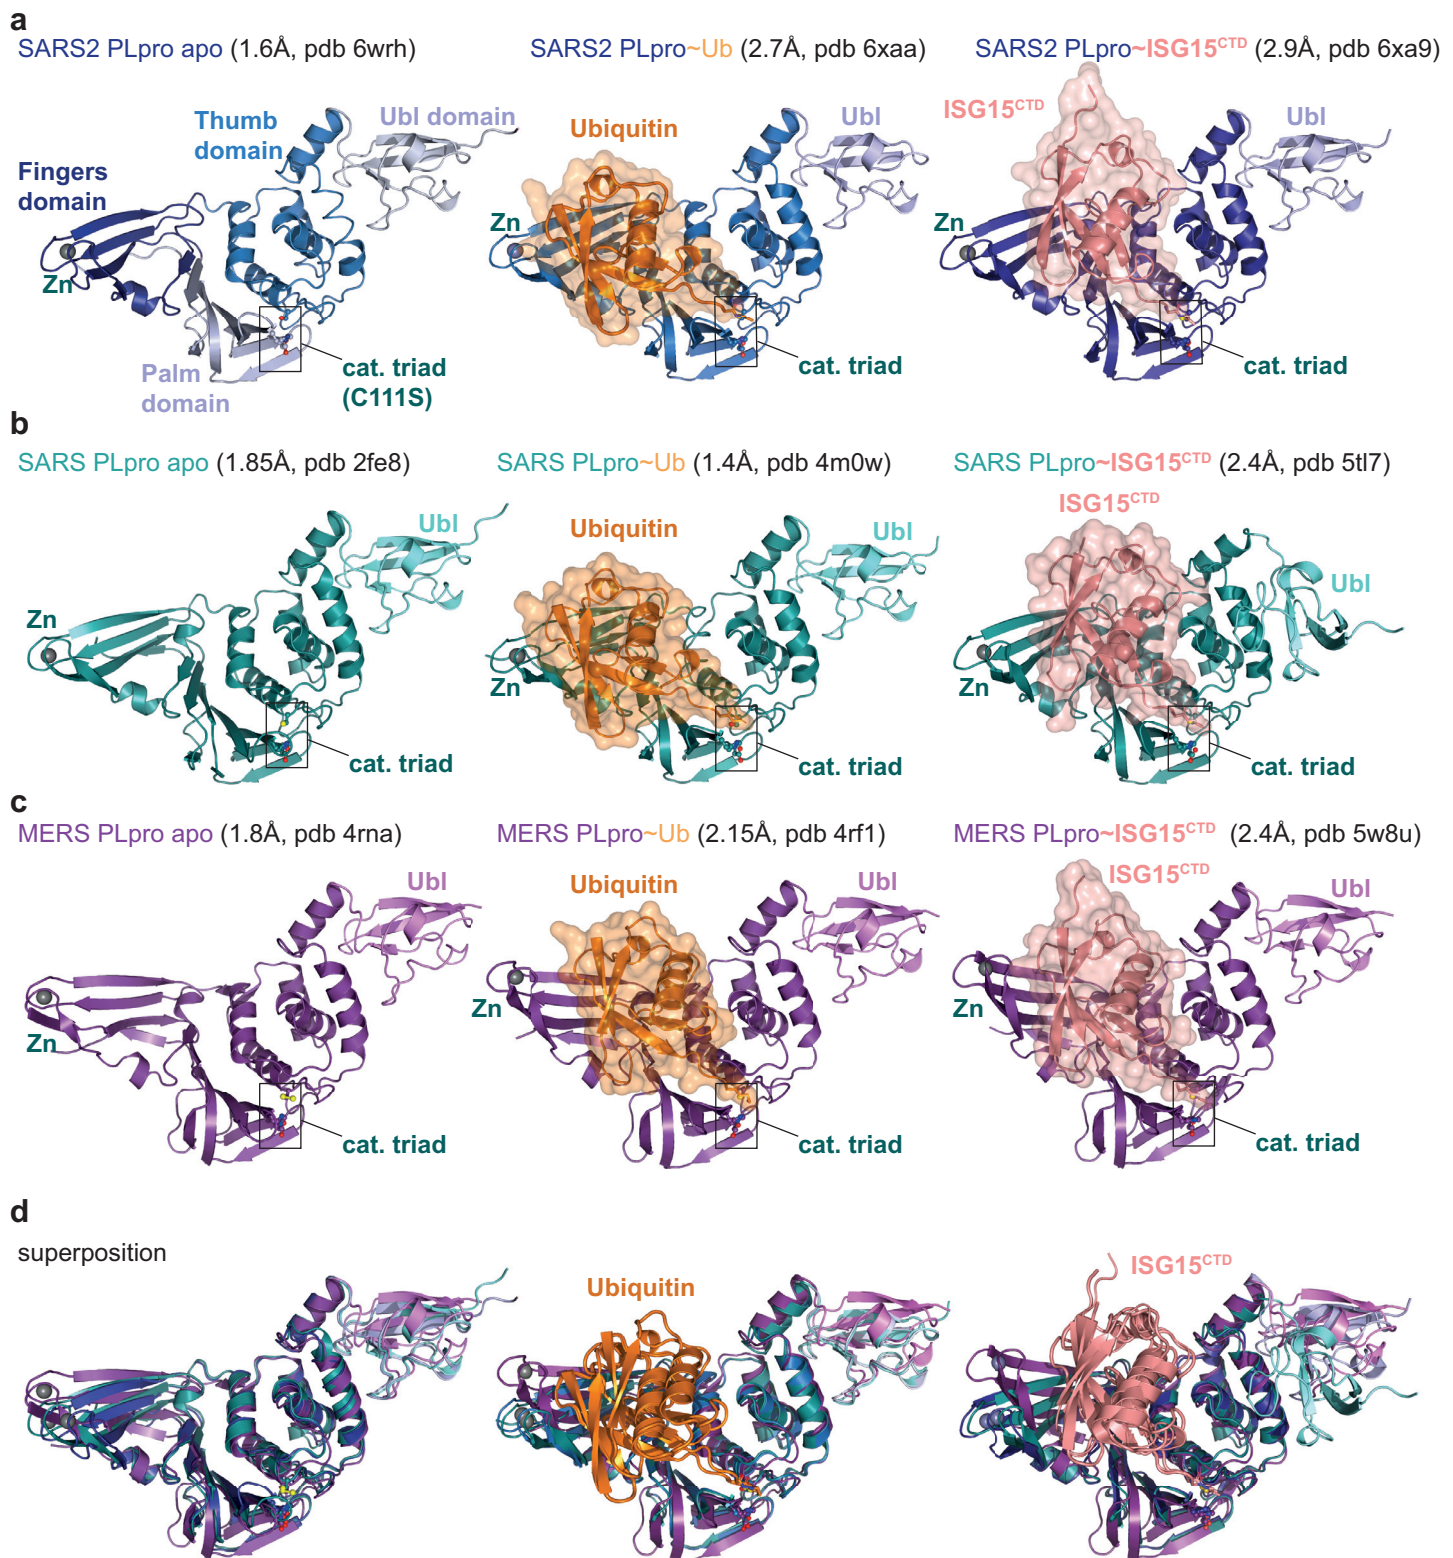 a
SARS2 PLpro apo (1.6Å, pdb 6wrh)
SARS2 PLpro~Ub (2.7Å, pdb 6xaa)
SARS2 PLpro~ISG15CTD (2.9Å, pdb 6xa9)
Fingers
domain
Thumb
domain
Ubl domain
Zn
Palm
domain
cat. triad
(C111S)
Ubiquitin
Ubl
Zn
cat. triad
ISG15CTD
Ubl
Zn
cat. triad
b
SARS PLpro apo (1.85Å, pdb 2fe8)
SARS PLpro~Ub (1.4Å, pdb 4m0w)
SARS PLpro~ISG15CTD (2.4Å, pdb 5tl7)
Ubl
Zn
cat. triad
Ubiquitin
Ubl
Zn
cat. triad
ISG15CTD
Ubl
Zn
cat. triad
c
MERS PLpro apo (1.8Å, pdb 4rna)
MERS PLpro~Ub (2.15Å, pdb 4rf1)
MERS PLpro~ISG15CTD (2.4Å, pdb 5w8u)
Ubl
Zn
cat. triad
Ubiquitin
Ubl
Zn
cat. triad
ISG15CTD
Ubl
Zn
cat. triad
d
superposition
Ubiquitin
ISG15CTD